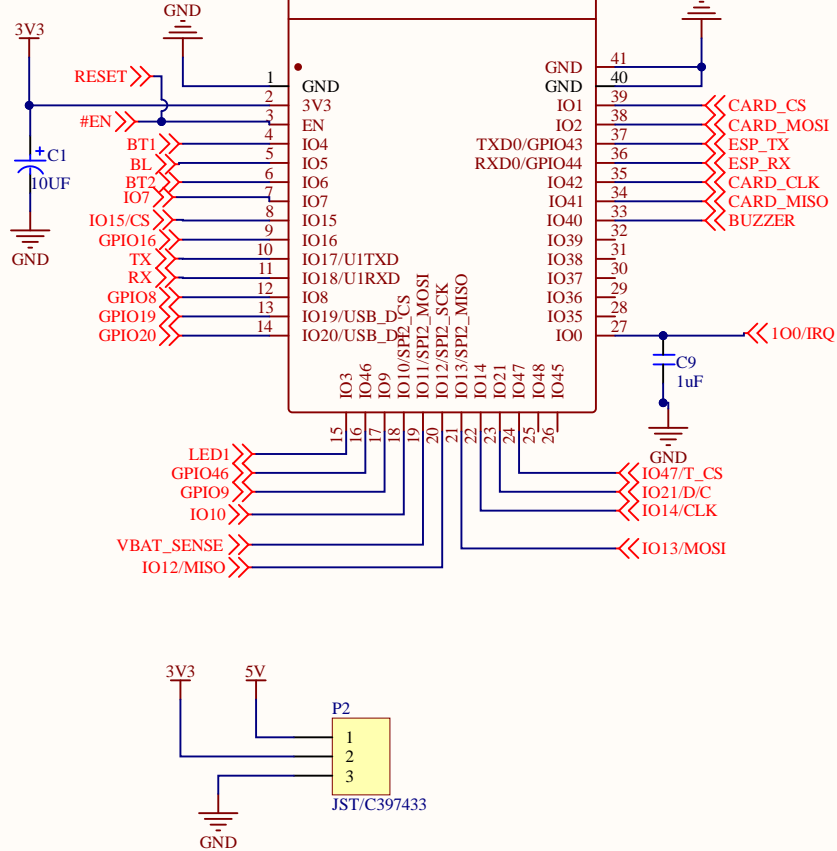 GND
3V3
RESET
#EN
+
C1
10UF
GND
BT1
BL
BT2
IO7
IO15/CS
GPIO16
TX
RX
GPIO8
GPIO19
GPIO20
1 GND
2 3V3
3 EN
4 IO4
5 IO5
6 IO6
7 IO7
8 IO15
9 IO16
10 IO17/U1TXD
11 IO18/U1RXD
12 IO8
13 IO19/USB_D-
14 IO20/USB_D
GND 41
GND 40
IO1 39 CARD_CS
IO2 38 CARD_MOSI
TXD0/GPIO43 37 ESP_TX
RXD0/GPIO44 36 ESP_RX
IO42 35 CARD_CLK
IO41 34 CARD_MISO
IO40 33 BUZZER
IO39 32
IO38 31
IO37 30
IO36 29
IO35 28
IO0 27 1O0/IRQ
C9
1uF
GND
IO3 15
IO46 16
IO9 17
IO10/SPI2_CS 18
IO11/SPI2_MOSI 19
IO12/SPI2_SCK 20
IO13/SPI2_MISO 21
IO14 22
IO21 23
IO47 24
IO48 25
IO45 26
LED1
GPIO46
GPIO9
IO10
VBAT_SENSE
IO12/MISO
IO47/T_CS
IO21/D/C
IO14/CLK
IO13/MOSI
3V3 5V
P2
1
2
3
JST/C397433
GND